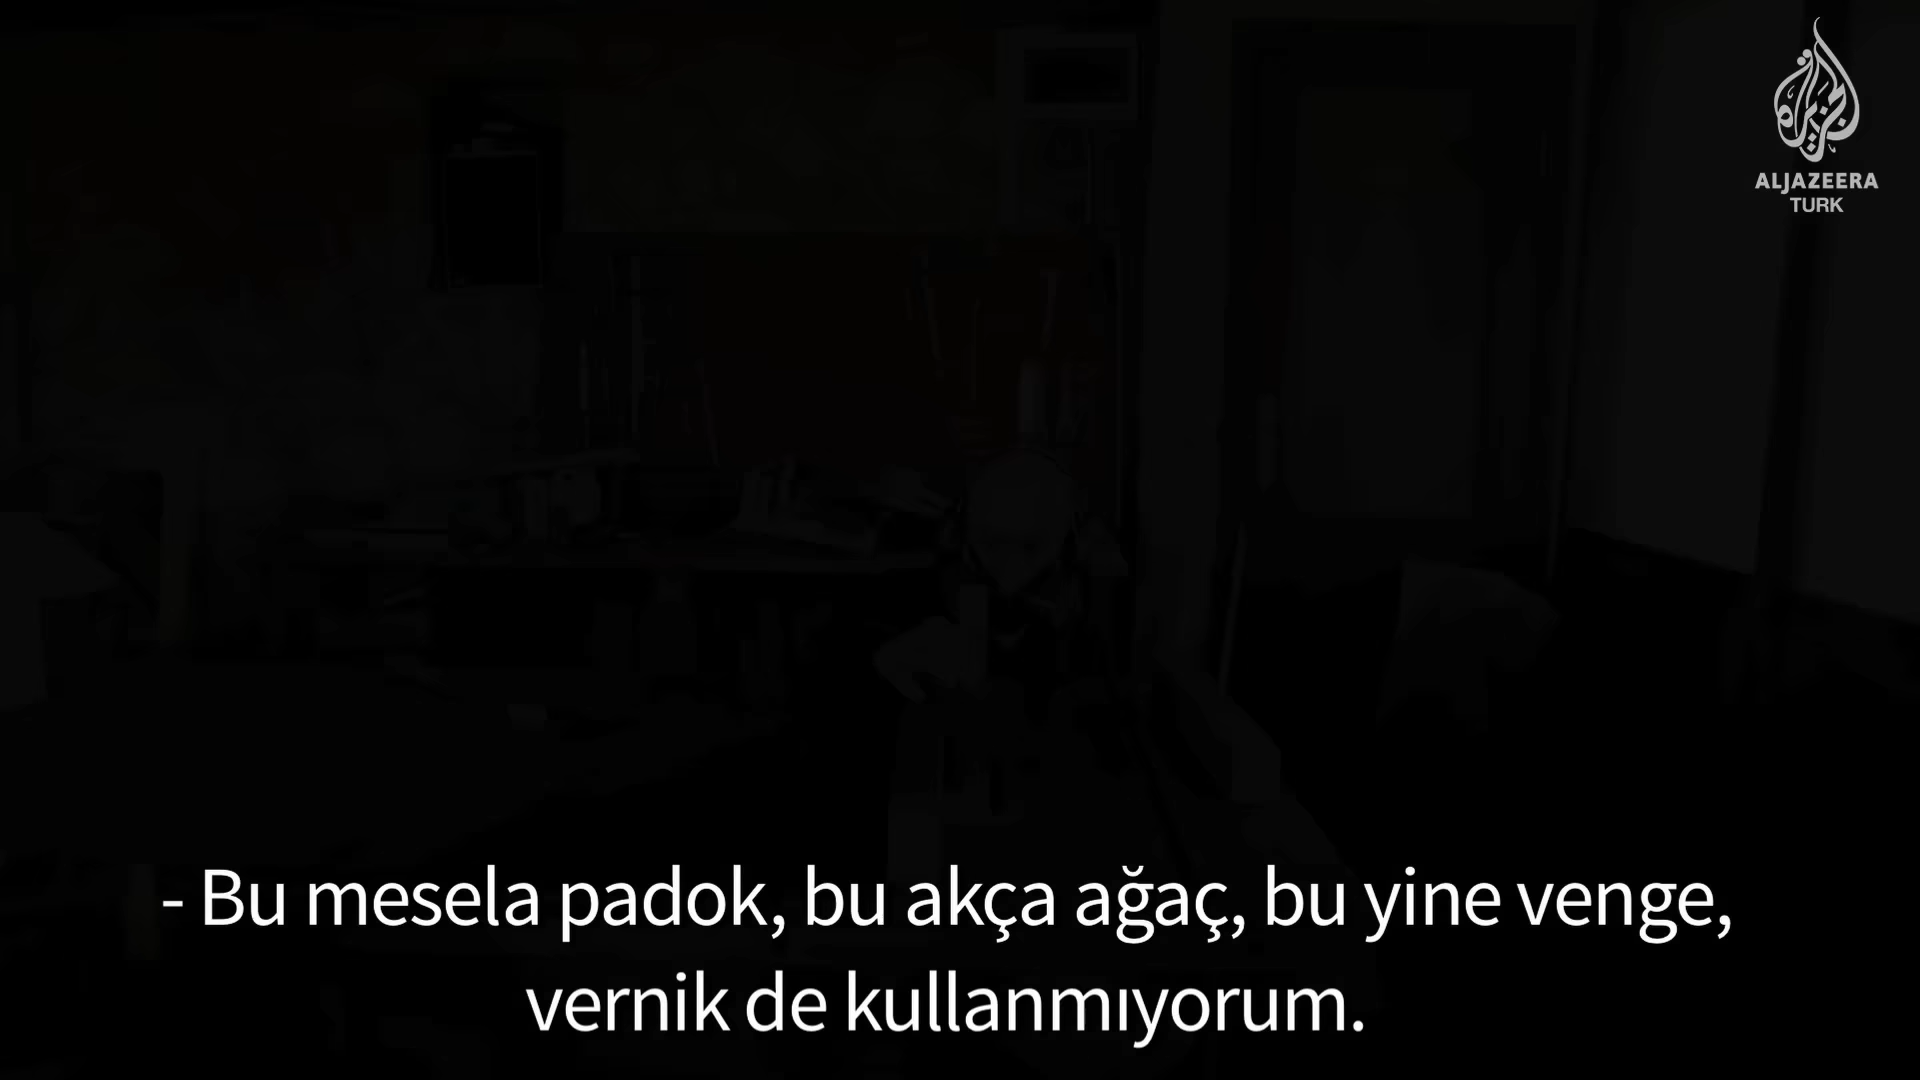 ALJAZEERA
TURK
- Bu mesela padok, bu akça ağaç, bu yine venge,
vernik de kullanmıyorum.